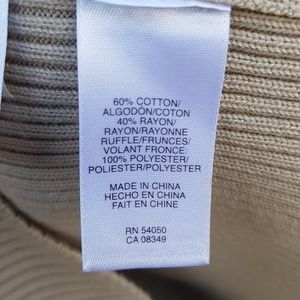 60% COTTON/
ALGODÓN/COTON
40% RAYON/
RAYON/RAYONNE
RUFFLE/FRUNCES/
VOLANT FRONCE:
100% POLYESTER/
POLIESTER/POLYESTER
MADE IN CHINA
HECHO EN CHINA
FAIT EN CHINE
RN 54050
CA 08349